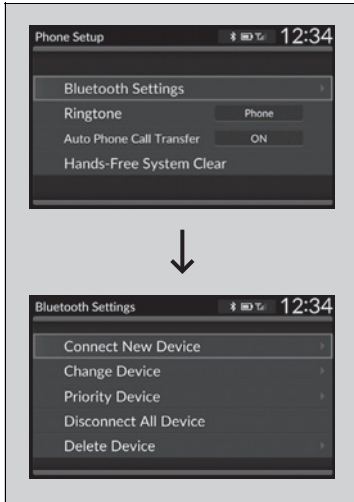 Phone Setup 12:34
Bluetooth Settings
Ringtone Phone
Auto Phone Call Transfer ON
Hands-Free System Clear
Bluetooth Settings 12:34
Connect New Device
Change Device
Priority Device
Disconnect All Device
Delete Device